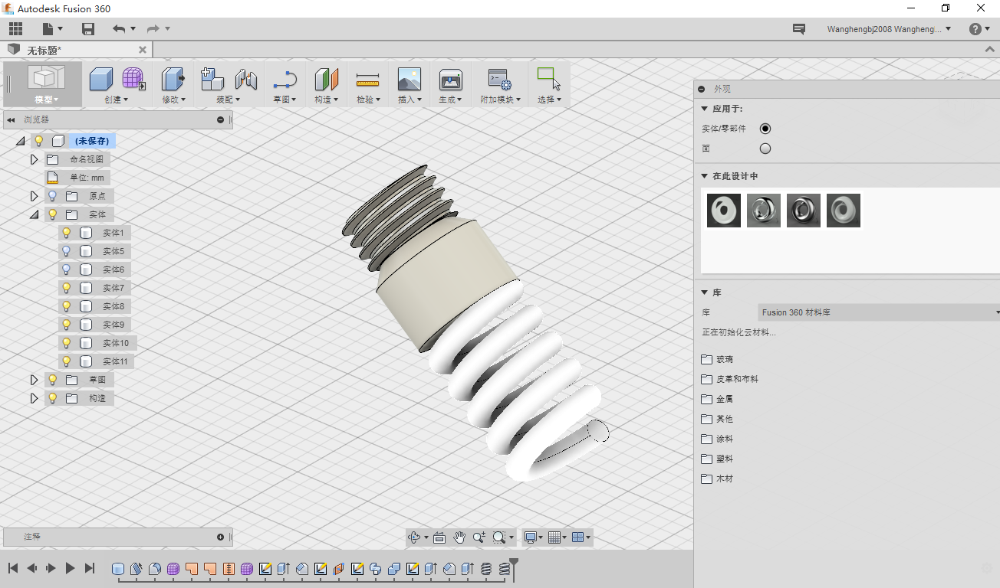 Autodesk Fusion 360
Wanghengbj2008 Wanghengl...
无标题*
模型
创建
修改
装配
草图
构造
检验
插入
生成
附加模块
选择
浏览器
(未保存)
命名视图
单位: mm
原点
实体
实体1
实体5
实体6
实体7
实体8
实体9
实体10
实体11
草图
构造
注释
外观
应用于:
实体/零部件
面
在此设计中
库
库 Fusion 360 材料库
正在初始化云材料...
玻璃
皮革和布料
金属
其他
涂料
塑料
木材